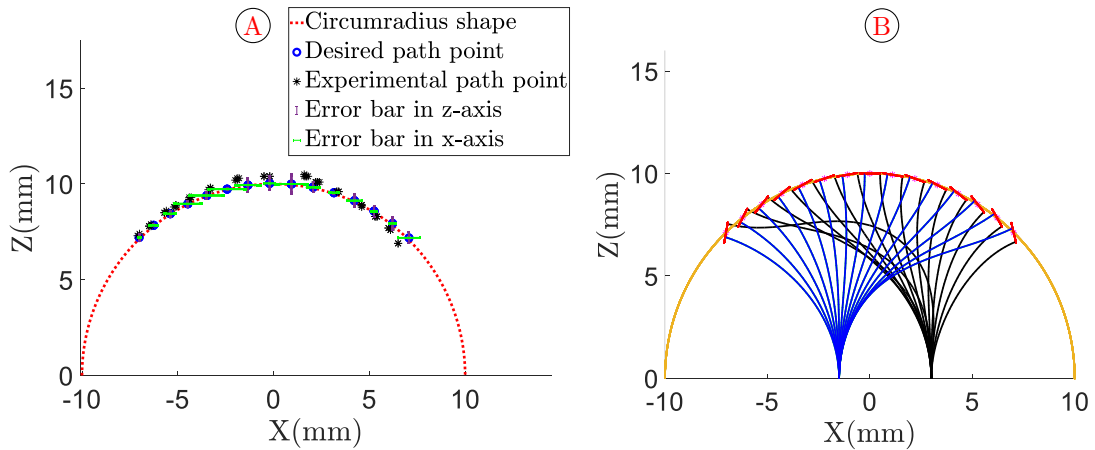 A
Circumradius shape
Desired path point
Experimental path point
Error bar in z-axis
Error bar in x-axis
15
10
5
0
Z(mm)
-10 -5 0 5 10
X(mm)
B
15
10
5
0
Z(mm)
-10 -5 0 5 10
X(mm)